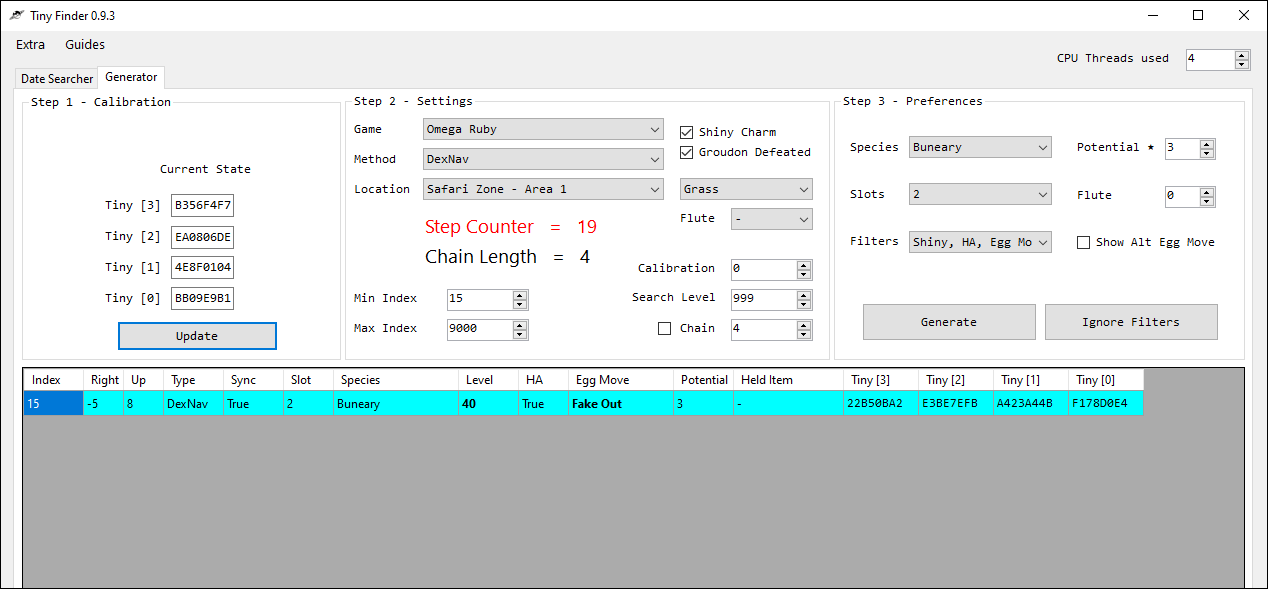 Tiny Finder 0.9.3
Extra Guides
CPU Threads used 4
Date Searcher Generator
Step 1 - Calibration
Current State
Tiny [3] B356F4F7
Tiny [2] EA0806DE
Tiny [1] 4E8F0104
Tiny [0] BB09E9B1
Update
Step 2 - Settings
Game Omega Ruby
Shiny Charm
Method DexNav
Groudon Defeated
Location Safari Zone - Area 1 Grass
Flute -
Step Counter = 19
Chain Length = 4
Calibration 0
Min Index 15
Search Level 999
Max Index 9000
Chain 4
Step 3 - Preferences
Species Buneary Potential * 3
Slots 2 Flute 0
Filters Shiny, HA, Egg Mo Show Alt Egg Move
Generate Ignore Filters
Index Right Up Type Sync Slot Species Level HA Egg Move Potential Held Item Tiny [3] Tiny [2] Tiny [1] Tiny [0]
15 -5 8 DexNav True 2 Buneary 40 True Fake Out 3 - 22B50BA2 E3BE7EFB A423A44B F178D0E4